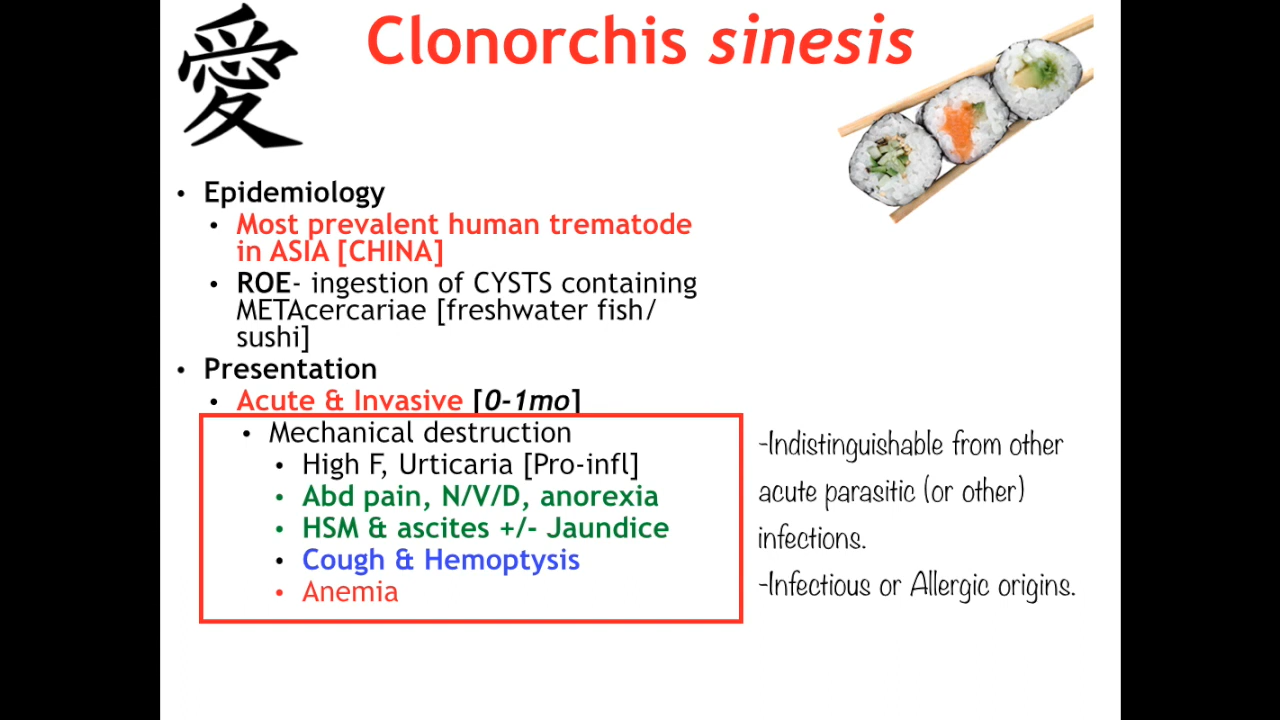 愛
Clonorchis sinesis
• Epidemiology
• Most prevalent human trematode
in ASIA [CHINA]
• ROE- ingestion of CYSTS containing
METAcercariae [freshwater fish/
sushi]
• Presentation
• Acute & Invasive [0-1mo]
• Mechanical destruction
• High F, Urticaria [Pro-infl]
• Abd pain, N/V/D, anorexia
• HSM & ascites +/- Jaundice
• Cough & Hemoptysis
• Anemia
-Indistinguishable from other
acute parasitic (or other)
infections.
-Infectious or Allergic origins.